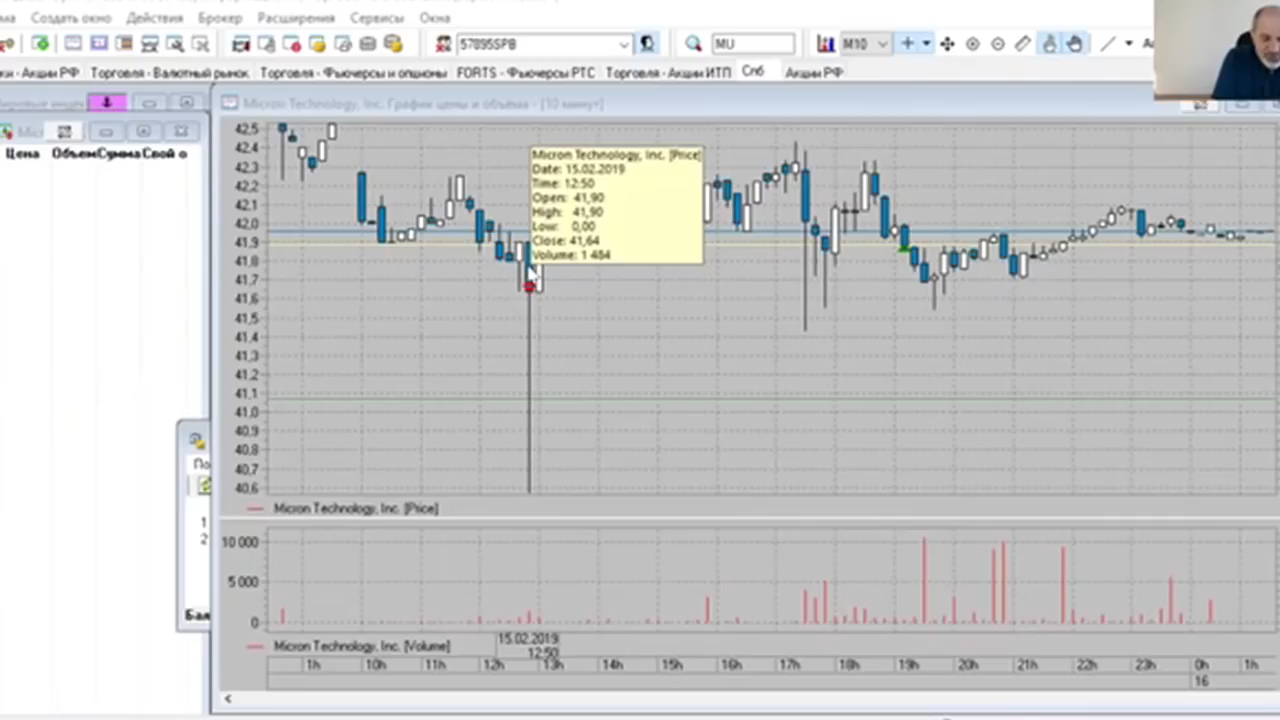 Создать окно Действия Брокер Расширения Сервисы Окна
57895SPB MU M10
Акции РФ Торговля - Валютный рынок Торговля - Фьючерсы и опционы FORTS - Фьючерсы РТС Торговля - Акции ИТП Спб Акции РФ
Micron Technology, Inc. График цены и объема - [10 минут]
Цена Объем Сумма Свой о
42.5
42.4
42.3
42.2
42.1
42.0
41.9
41.8
41.7
41.6
41.5
41.4
41.3
41.2
41.1
41.0
40.9
40.8
40.7
40.6
Micron Technology, Inc. [Price]
Date: 15.02.2019
Time: 12:50
Open: 41,90
High: 41,90
Low: 0,00
Close: 41,64
Volume: 1 484
По
1
2
Micron Technology, Inc. [Price]
10 000
5 000
0
Micron Technology, Inc. [Volume]
15.02.2019
12:50
1h 10h 11h 12h 13h 14h 15h 16h 17h 18h 19h 20h 21h 22h 23h 0h 1h
16